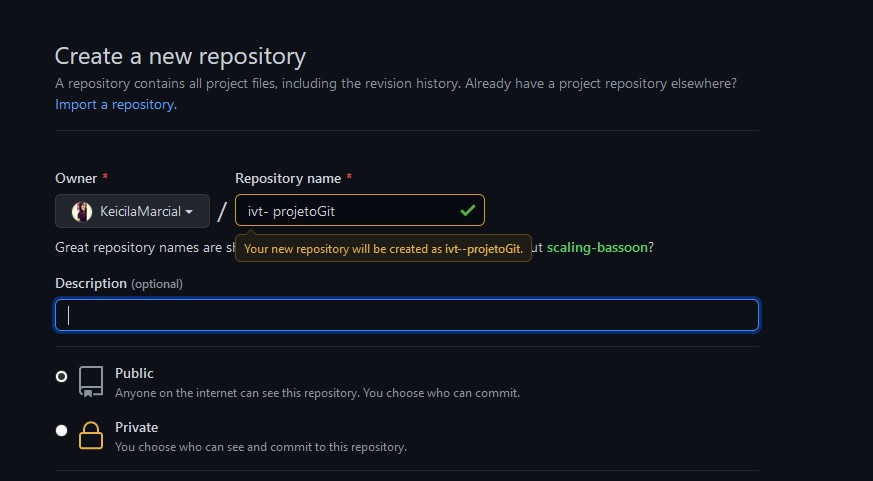 Create a new repository
A repository contains all project files, including the revision history. Already have a project repository elsewhere?
Import a repository.
Owner * Repository name *
KeicilaMarcial / ivt- projetoGit
Great repository names are sh ut scaling-bassoon?
Your new repository will be created as ivt--projetoGit.
Description (optional)
Public
Anyone on the internet can see this repository. You choose who can commit.
Private
You choose who can see and commit to this repository.